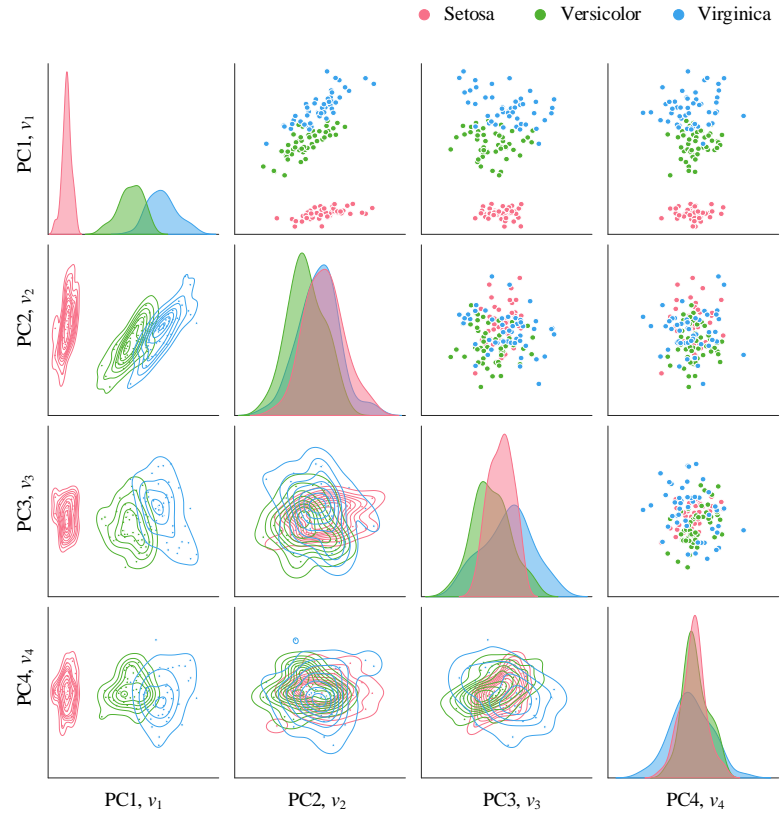 Setosa Versicolor Virginica
PC1, v₁
PC2, v₂
PC3, v₃
PC4, v₄
PC1, v₁ PC2, v₂ PC3, v₃ PC4, v₄